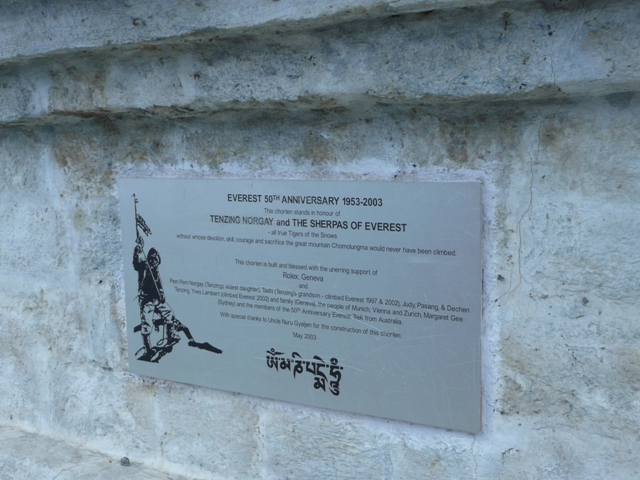 EVEREST 50TH ANNIVERSARY 1953-2003
This chorten stands in honour of
TENZING NORGAY and THE SHERPAS OF EVEREST
- all true Tigers of the Snows
without whose direction, skill, courage and sacrifice the great mountain Chomolungma would never have been climbed.
This chorten is built and blessed with the unerring support of
Rolex, Geneva
and
Pem Pem Norgay (Tenzing's eldest daughter), Tashi (Tenzing's grandson - climbed Everest 1997 & 2002), Judy, Pasang, & Dechen
Tenzing, Yves Lambert (climbed Everest 2002) and family (Geneva), the people of Munich, Vienna and Zurich, Margaret Gee
(Sydney) and the members of the 50th Anniversary Everest Trek from Australia.
With special thanks to Uncle Nuru Gyaljen for the construction of this chorten
May 2003
ༀམཎིཔདྨེཧཱུྃ